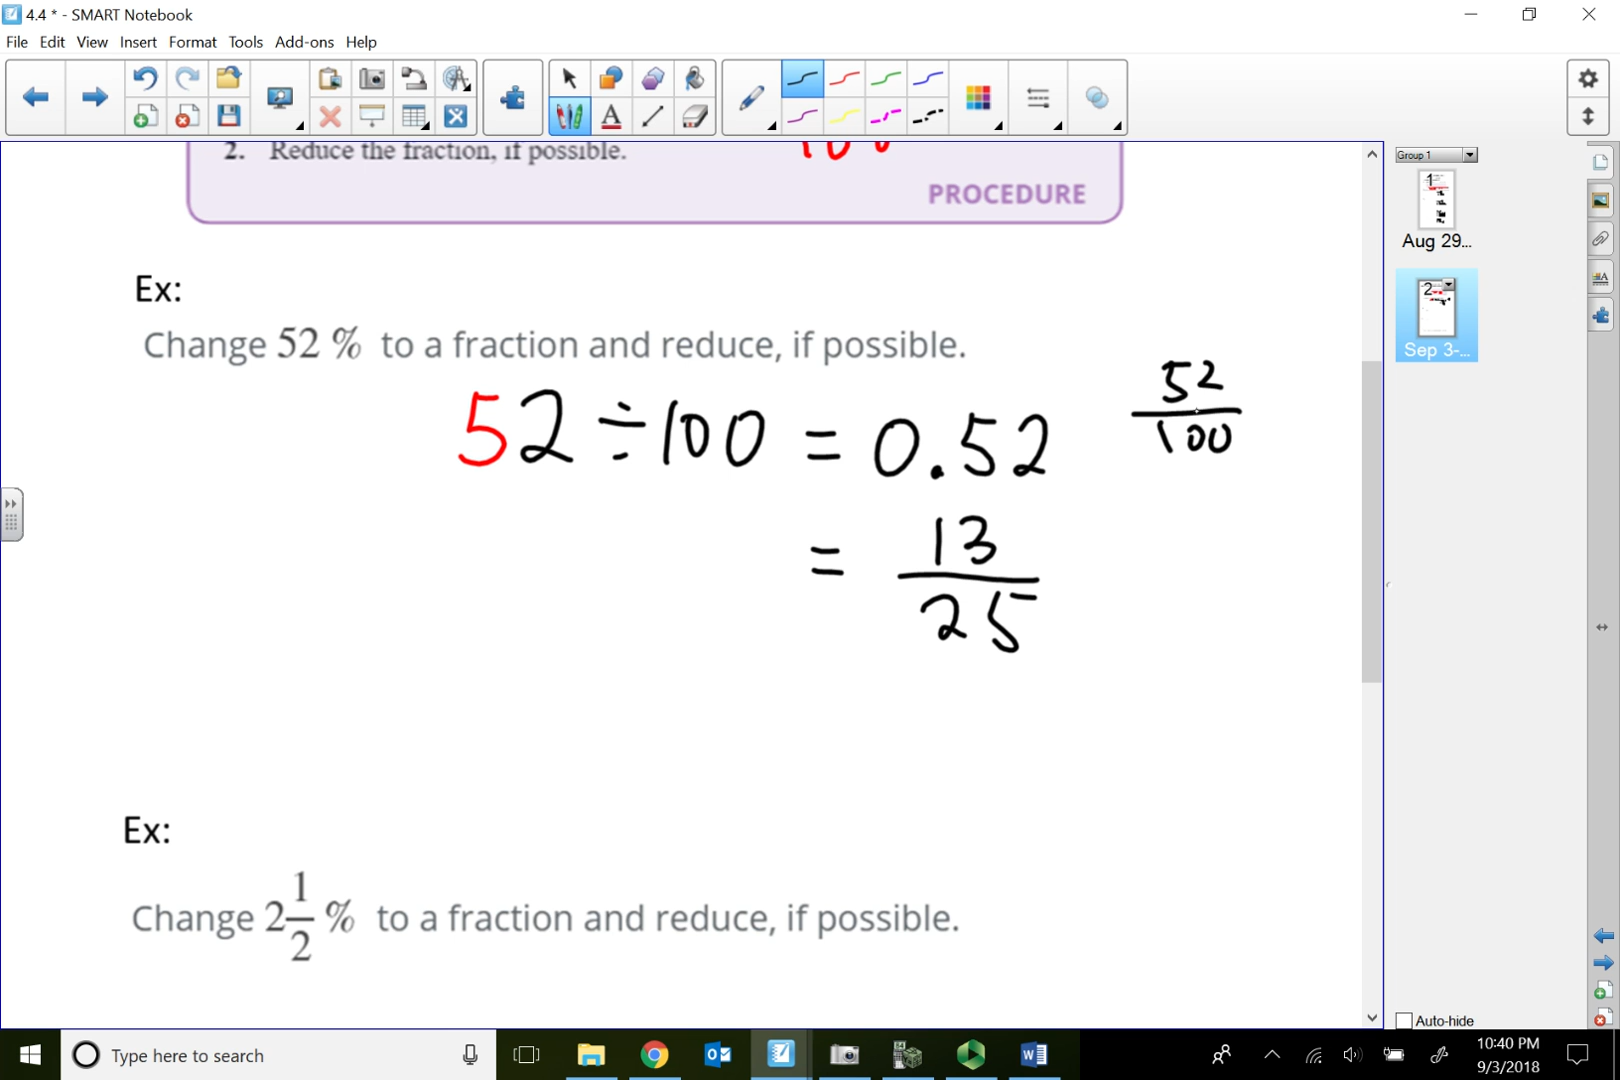 4.4 * - SMART Notebook
File Edit View Insert Format Tools Add-ons Help
2. Reduce the fraction, if possible.
PROCEDURE
Ex:
Change 52 % to a fraction and reduce, if possible.
52 ÷ 100 = 0.52
52
100
= 13
25
Ex:
Change 2 1/2 % to a fraction and reduce, if possible.
Group 1
1
Aug 29...
2
Sep 3-...
Auto-hide
Type here to search
10:40 PM
9/3/2018